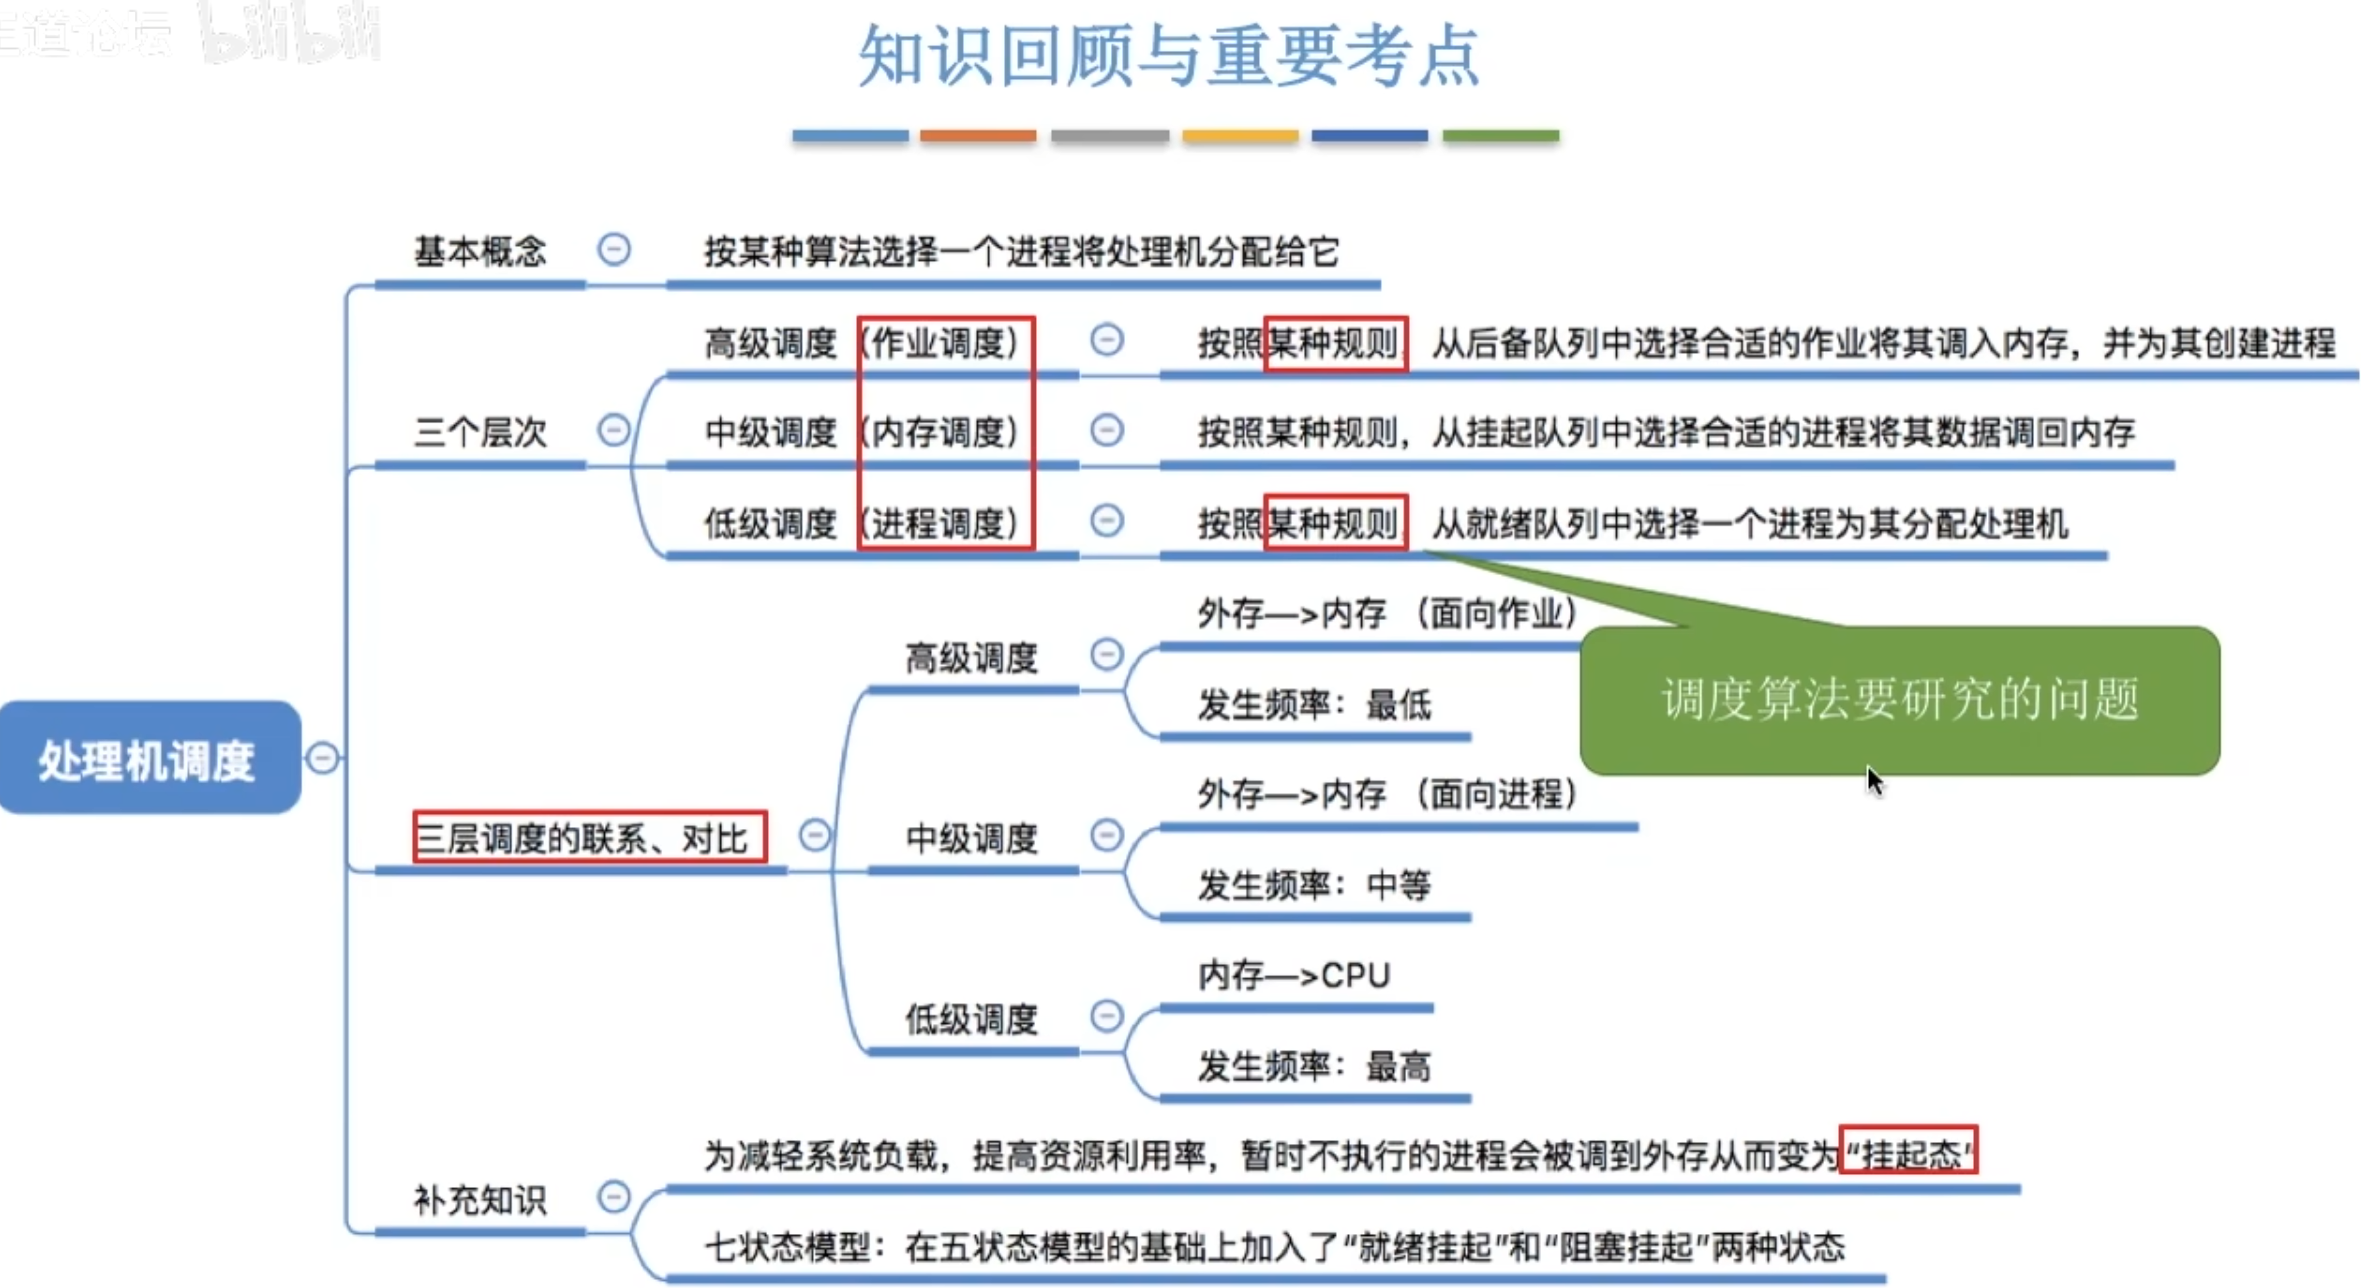 王道论坛 bilibili
知识回顾与重要考点
处理机调度
基本概念
按某种算法选择一个进程将处理机分配给它
三个层次
高级调度（作业调度）
按照某种规则，从后备队列中选择合适的作业将其调入内存，并为其创建进程
中级调度（内存调度）
按照某种规则，从挂起队列中选择合适的进程将其数据调回内存
低级调度（进程调度）
按照某种规则，从就绪队列中选择一个进程为其分配处理机
调度算法要研究的问题
三层调度的联系、对比
高级调度
外存—>内存 （面向作业）
发生频率：最低
中级调度
外存—>内存 （面向进程）
发生频率：中等
低级调度
内存—>CPU
发生频率：最高
补充知识
为减轻系统负载，提高资源利用率，暂时不执行的进程会被调到外存从而变为“挂起态”
七状态模型：在五状态模型的基础上加入了“就绪挂起”和“阻塞挂起”两种状态